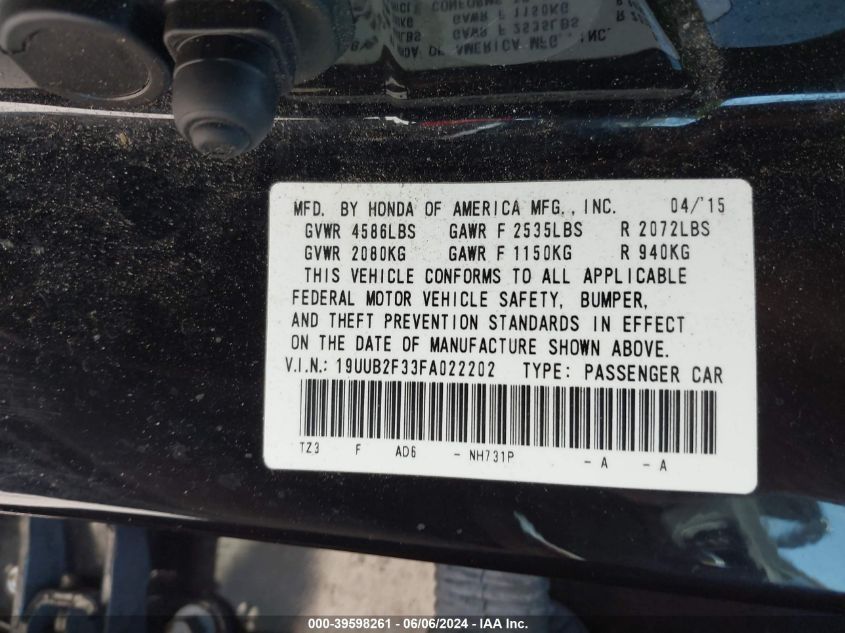 MFD. BY HONDA OF AMERICA MFG., INC. 04/'15
GVWR 4586LBS GAWR F 2535LBS R 2072LBS
GVWR 2080KG GAWR F 1150KG R 940KG
THIS VEHICLE CONFORMS TO ALL APPLICABLE
FEDERAL MOTOR VEHICLE SAFETY, BUMPER,
AND THEFT PREVENTION STANDARDS IN EFFECT
ON THE DATE OF MANUFACTURE SHOWN ABOVE.
V.I.N.: 19UUB2F33FA022202 TYPE: PASSENGER CAR
TZ3 F AD6 - NH731P - A - A
000-39598261 - 06/06/2024 - IAA Inc.